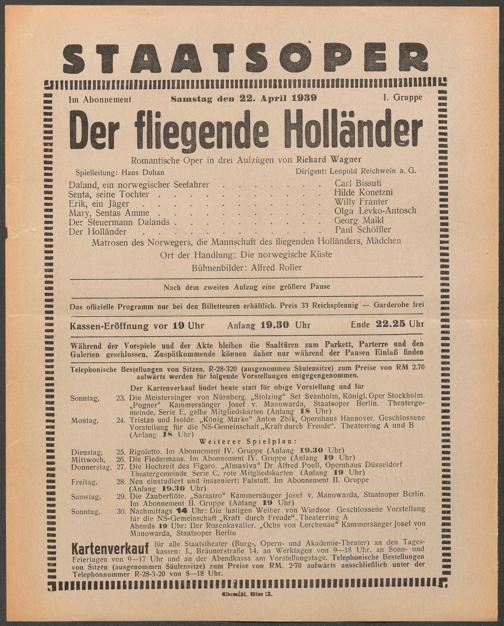 STAATSOPER
Im Abonnement Samstag den 22. April 1939 I. Gruppe
Der fliegende Holländer
Romantische Oper in drei Aufzügen von Richard Wagner
Spielleitung: Hans Duhan Dirigent: Leopold Reichwein a. G.
Daland, ein norwegischer Seefahrer . . . . . . Carl Bissuti
Senta, seine Tochter . . . . . . Hilde Konetzni
Erik, ein Jäger . . . . . . Willy Franter
Mary, Sentas Amme . . . . . . Olga Levko-Antosch
Der Steuermann Dalands . . . . . . Georg Maikl
Der Holländer . . . . . . Paul Schöffler
Matrosen des Norwegers, die Mannschaft des fliegenden Holländers, Mädchen
Ort der Handlung: Die norwegische Küste
Bühnenbilder: Alfred Roller
Nach dem zweiten Aufzug eine größere Pause
Das offizielle Programm nur bei den Billetteuren erhältlich. Preis 33 Reichspfennig — Garderobe frei
Kassen-Eröffnung vor 19 Uhr Anfang 19.30 Uhr Ende 22.25 Uhr
Während der Vorspiele und der Akte bleiben die Saaltüren zum Parkett, Parterre und den
Galerien geschlossen. Zuspätkommende können daher nur während der Pausen Einlaß finden
Telephonische Bestellungen von Sitzen, R-28-320 (ausgenommen Säulensitze) zum Preise von RM 2.70
aufwärts werden für folgende Vorstellungen entgegengenommen.
Der Kartenverkauf findet heute statt für obige Vorstellung und für
Sonntag, 23. Die Meistersinger von Nürnberg. „Stolzing" Set Svanholm, Königl. Oper Stockholm.
„Pogner" Kammersänger Josef v. Manowarda, Staatsoper Berlin. Theaterge-
meinde, Serie E, gelbe Mitgliedskarten (Anfang 18 Uhr)
Montag, 24. Tristan und Isolde. „König Marke" Anton Zbik, Opernhaus Hannover. Geschlossene
Vorstellung für die NS-Gemeinschaft „Kraft durch Freude". Theaterring A und B
(Anfang 18 Uhr)
Weiterer Spielplan:
Dienstag, 25. Rigoletto. Im Abonnement IV. Gruppe (Anfang 19.30 Uhr)
Mittwoch, 26. Die Fledermaus. Im Abonnement IV. Gruppe (Anfang 19 Uhr)
Donnerstag, 27. Die Hochzeit des Figaro. „Almaviva" Dr. Alfred Poell, Opernhaus Düsseldorf
Theatergemeinde Serie C, rote Mitgliedskarten (Anfang 19 Uhr)
Freitag, 28. Neu einstudiert und inszeniert: Falstaff. Im Abonnement II. Gruppe
(Anfang 19.30 Uhr)
Samstag, 29. Die Zauberflöte. „Sarastro" Kammersänger Josef v. Manowarda, Staatsoper Berlin.
Im Abonnement II. Gruppe (Anfang 19 Uhr)
Sonntag, 30. Nachmittags 14 Uhr: Die lustigen Weiber von Windsor. Geschlossene Vorstellung
für die NS-Gemeinschaft „Kraft durch Freude", Theaterring A
Abends 19 Uhr: Der Rosenkavalier. „Ochs von Lerchenau" Kammersänger Josef von
Manowarda, Staatsoper Berlin
Kartenverkauf für alle Staatstheater (Burg-, Opern- und Akademie-Theater) an den Tages-
kassen: I., Bräunerstraße 14, an Werktagen von 9—18 Uhr, an Sonn- und
Feiertagen von 9—17 Uhr und an der Abendkassa am Vorstellungstage. Telephonische Bestellungen
von Sitzen (ausgenommen Säulensitze) zum Preise von RM. 2·70 aufwärts ausschließlich unter der
Telephonnummer R-28-3-20 von 8—18 Uhr.